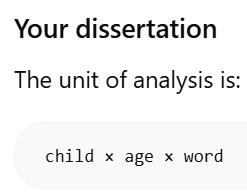 Your dissertation
The unit of analysis is:
child × age × word